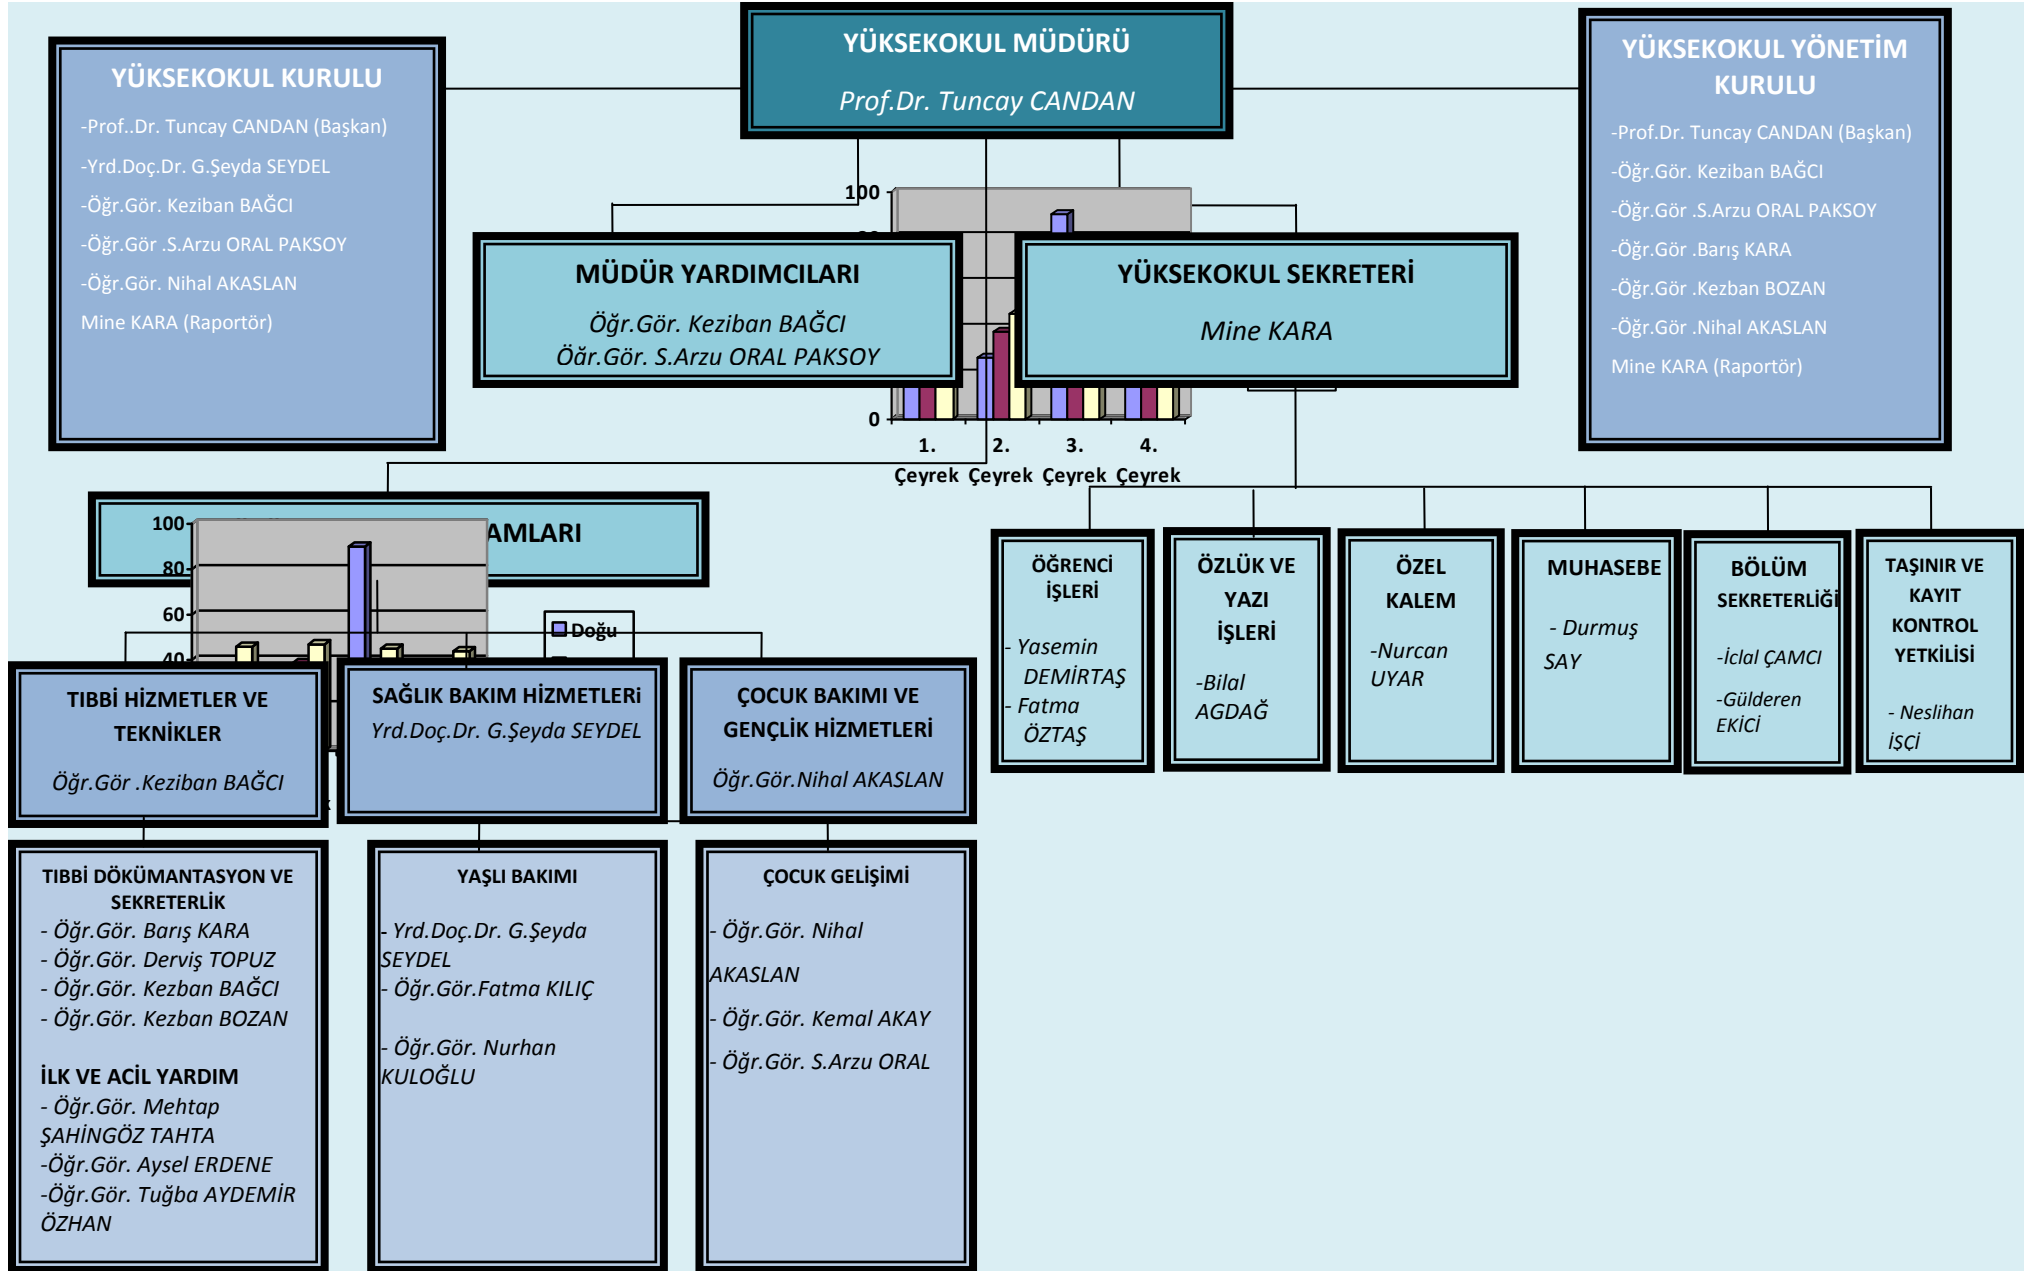 YÜKSEKOKUL KURULU
-Prof..Dr. Tuncay CANDAN (Başkan)
-Yrd.Doç.Dr. G.Şeyda SEYDEL
-Öğr.Gör. Keziban BAĞCI
-Öğr.Gör .S.Arzu ORAL PAKSOY
-Öğr.Gör. Nihal AKASLAN
Mine KARA (Raportör)
YÜKSEKOKUL MÜDÜRÜ
Prof.Dr. Tuncay CANDAN
YÜKSEKOKUL YÖNETİM
KURULU
-Prof.Dr. Tuncay CANDAN (Başkan)
-Öğr.Gör. Keziban BAĞCI
-Öğr.Gör .S.Arzu ORAL PAKSOY
-Öğr.Gör .Barış KARA
-Öğr.Gör .Kezban BOZAN
-Öğr.Gör .Nihal AKASLAN
Mine KARA (Raportör)
100
MÜDÜR YARDIMCILARI
Öğr.Gör. Keziban BAĞCI
Öğr.Gör. S.Arzu ORAL PAKSOY
YÜKSEKOKUL SEKRETERİ
Mine KARA
0
1. 2. 3. 4.
Çeyrek Çeyrek Çeyrek Çeyrek
AMLARI
100
80
60
40
Doğu
ÖĞRENCİ
İŞLERİ
- Yasemin
DEMİRTAŞ
- Fatma
ÖZTAŞ
ÖZLÜK VE
YAZI
İŞLERİ
-Bilal
AGDAĞ
ÖZEL
KALEM
-Nurcan
UYAR
MUHASEBE
- Durmuş
SAY
BÖLÜM
SEKRETERLİĞİ
-İclal ÇAMCI
-Gülderen
EKİCİ
TAŞINIR VE
KAYIT
KONTROL
YETKİLİSİ
- Neslihan
İŞÇİ
TIBBİ HİZMETLER VE
TEKNİKLER
Öğr.Gör .Keziban BAĞCI
SAĞLIK BAKIM HİZMETLERi
Yrd.Doç.Dr. G.Şeyda SEYDEL
ÇOCUK BAKIMI VE
GENÇLİK HİZMETLERİ
Öğr.Gör.Nihal AKASLAN
TIBBİ DÖKÜMANTASYON VE
SEKRETERLİK
- Öğr.Gör. Barış KARA
- Öğr.Gör. Derviş TOPUZ
- Öğr.Gör. Kezban BAĞCI
- Öğr.Gör. Kezban BOZAN
İLK VE ACİL YARDIM
- Öğr.Gör. Mehtap
ŞAHİNGÖZ TAHTA
-Öğr.Gör. Aysel ERDENE
-Öğr.Gör. Tuğba AYDEMİR
ÖZHAN
YAŞLI BAKIMI
- Yrd.Doç.Dr. G.Şeyda
SEYDEL
- Öğr.Gör.Fatma KILIÇ
- Öğr.Gör. Nurhan
KULOĞLU
ÇOCUK GELİŞİMİ
- Öğr.Gör. Nihal
AKASLAN
- Öğr.Gör. Kemal AKAY
- Öğr.Gör. S.Arzu ORAL